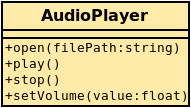 AudioPlayer
+open(filePath:string)
+play()
+stop()
+setVolume(value:float)